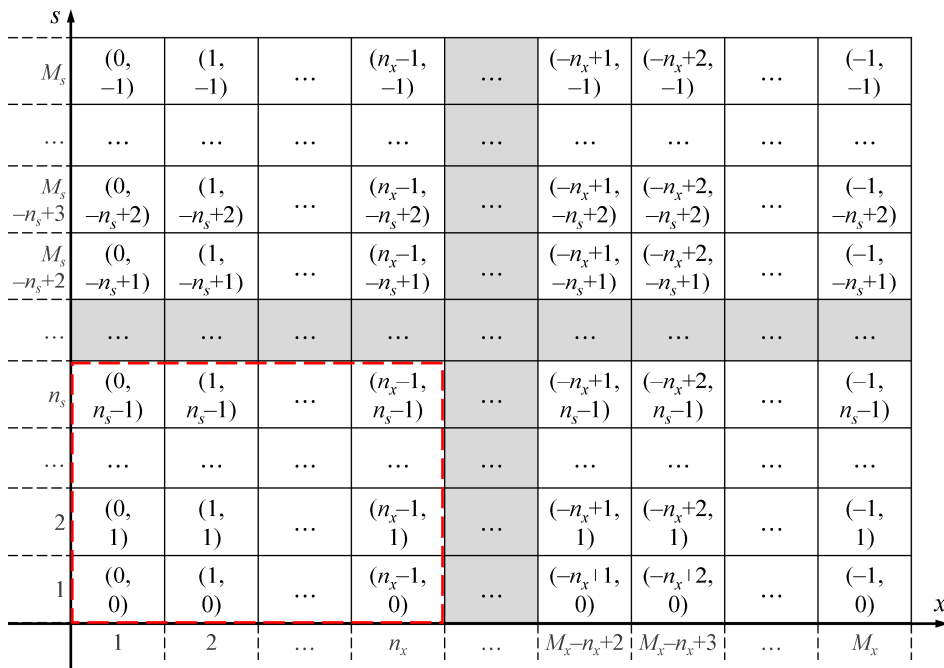 s
M_s (0, –1) (1, –1) ... (n_x–1, –1) ... (–n_x+1, –1) (–n_x+2, –1) ... (–1, –1)
... ... ... ... ... ... ... ... ... ...
M_s –n_s+3 (0, –n_s+2) (1, –n_s+2) ... (n_x–1, –n_s+2) ... (–n_x+1, –n_s+2) (–n_x+2, –n_s+2) ... (–1, –n_s+2)
M_s –n_s+2 (0, –n_s+1) (1, –n_s+1) ... (n_x–1, –n_s+1) ... (–n_x+1, –n_s+1) (–n_x+2, –n_s+1) ... (–1, –n_s+1)
... ... ... ... ... ... ... ... ... ...
n_s (0, n_s–1) (1, n_s–1) ... (n_x–1, n_s–1) ... (–n_x+1, n_s–1) (–n_x+2, n_s–1) ... (–1, n_s–1)
... ... ... ... ... ... ... ... ... ...
2 (0, 1) (1, 1) ... (n_x–1, 1) ... (–n_x+1, 1) (–n_x+2, 1) ... (–1, 1)
1 (0, 0) (1, 0) ... (n_x–1, 0) ... (–n_x ı 1, 0) (–n_x ı 2, 0) ... (–1, 0)
x
1 2 ... n_x ... M_x–n_x+2 M_x–n_x+3 ... M_x